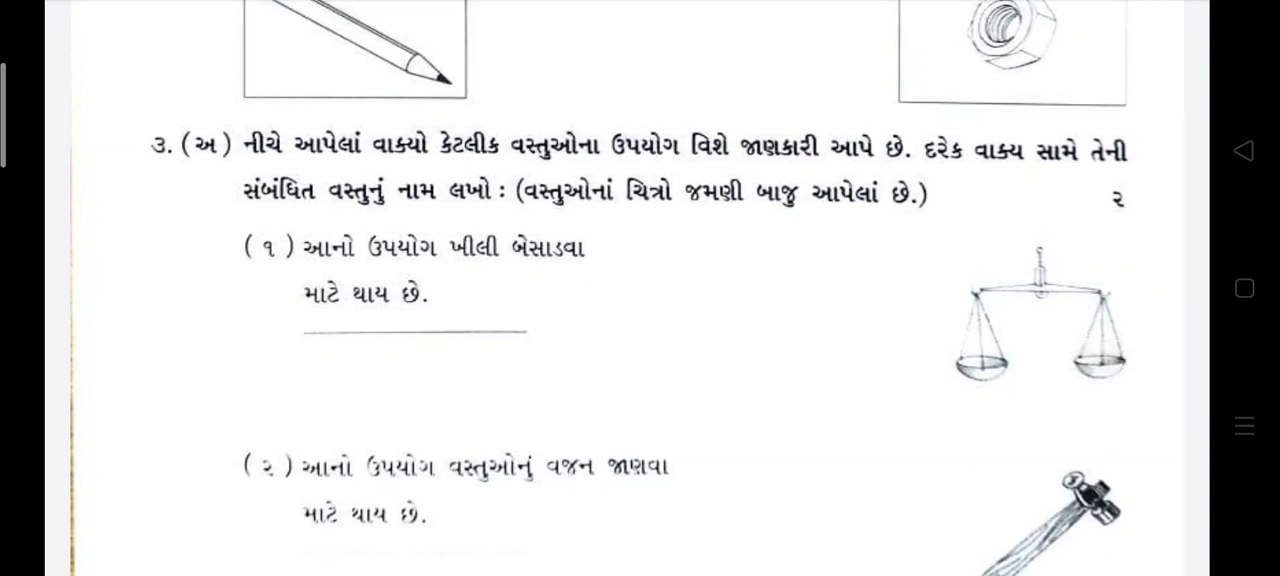 ૩. (અ) નીચે આપેલાં વાક્યો કેટલીક વસ્તુઓના ઉપયોગ વિશે જાણકારી આપે છે. દરેક વાક્ય સામે તેની
સંબંધિત વસ્તુનું નામ લખો : (વસ્તુઓનાં ચિત્રો જમણી બાજુ આપેલાં છે.) ૨
(૧) આનો ઉપયોગ ખીલી બેસાડવા
માટે થાય છે.
(૨) આનો ઉપયોગ વસ્તુઓનું વજન જાણવા
માટે થાય છે.